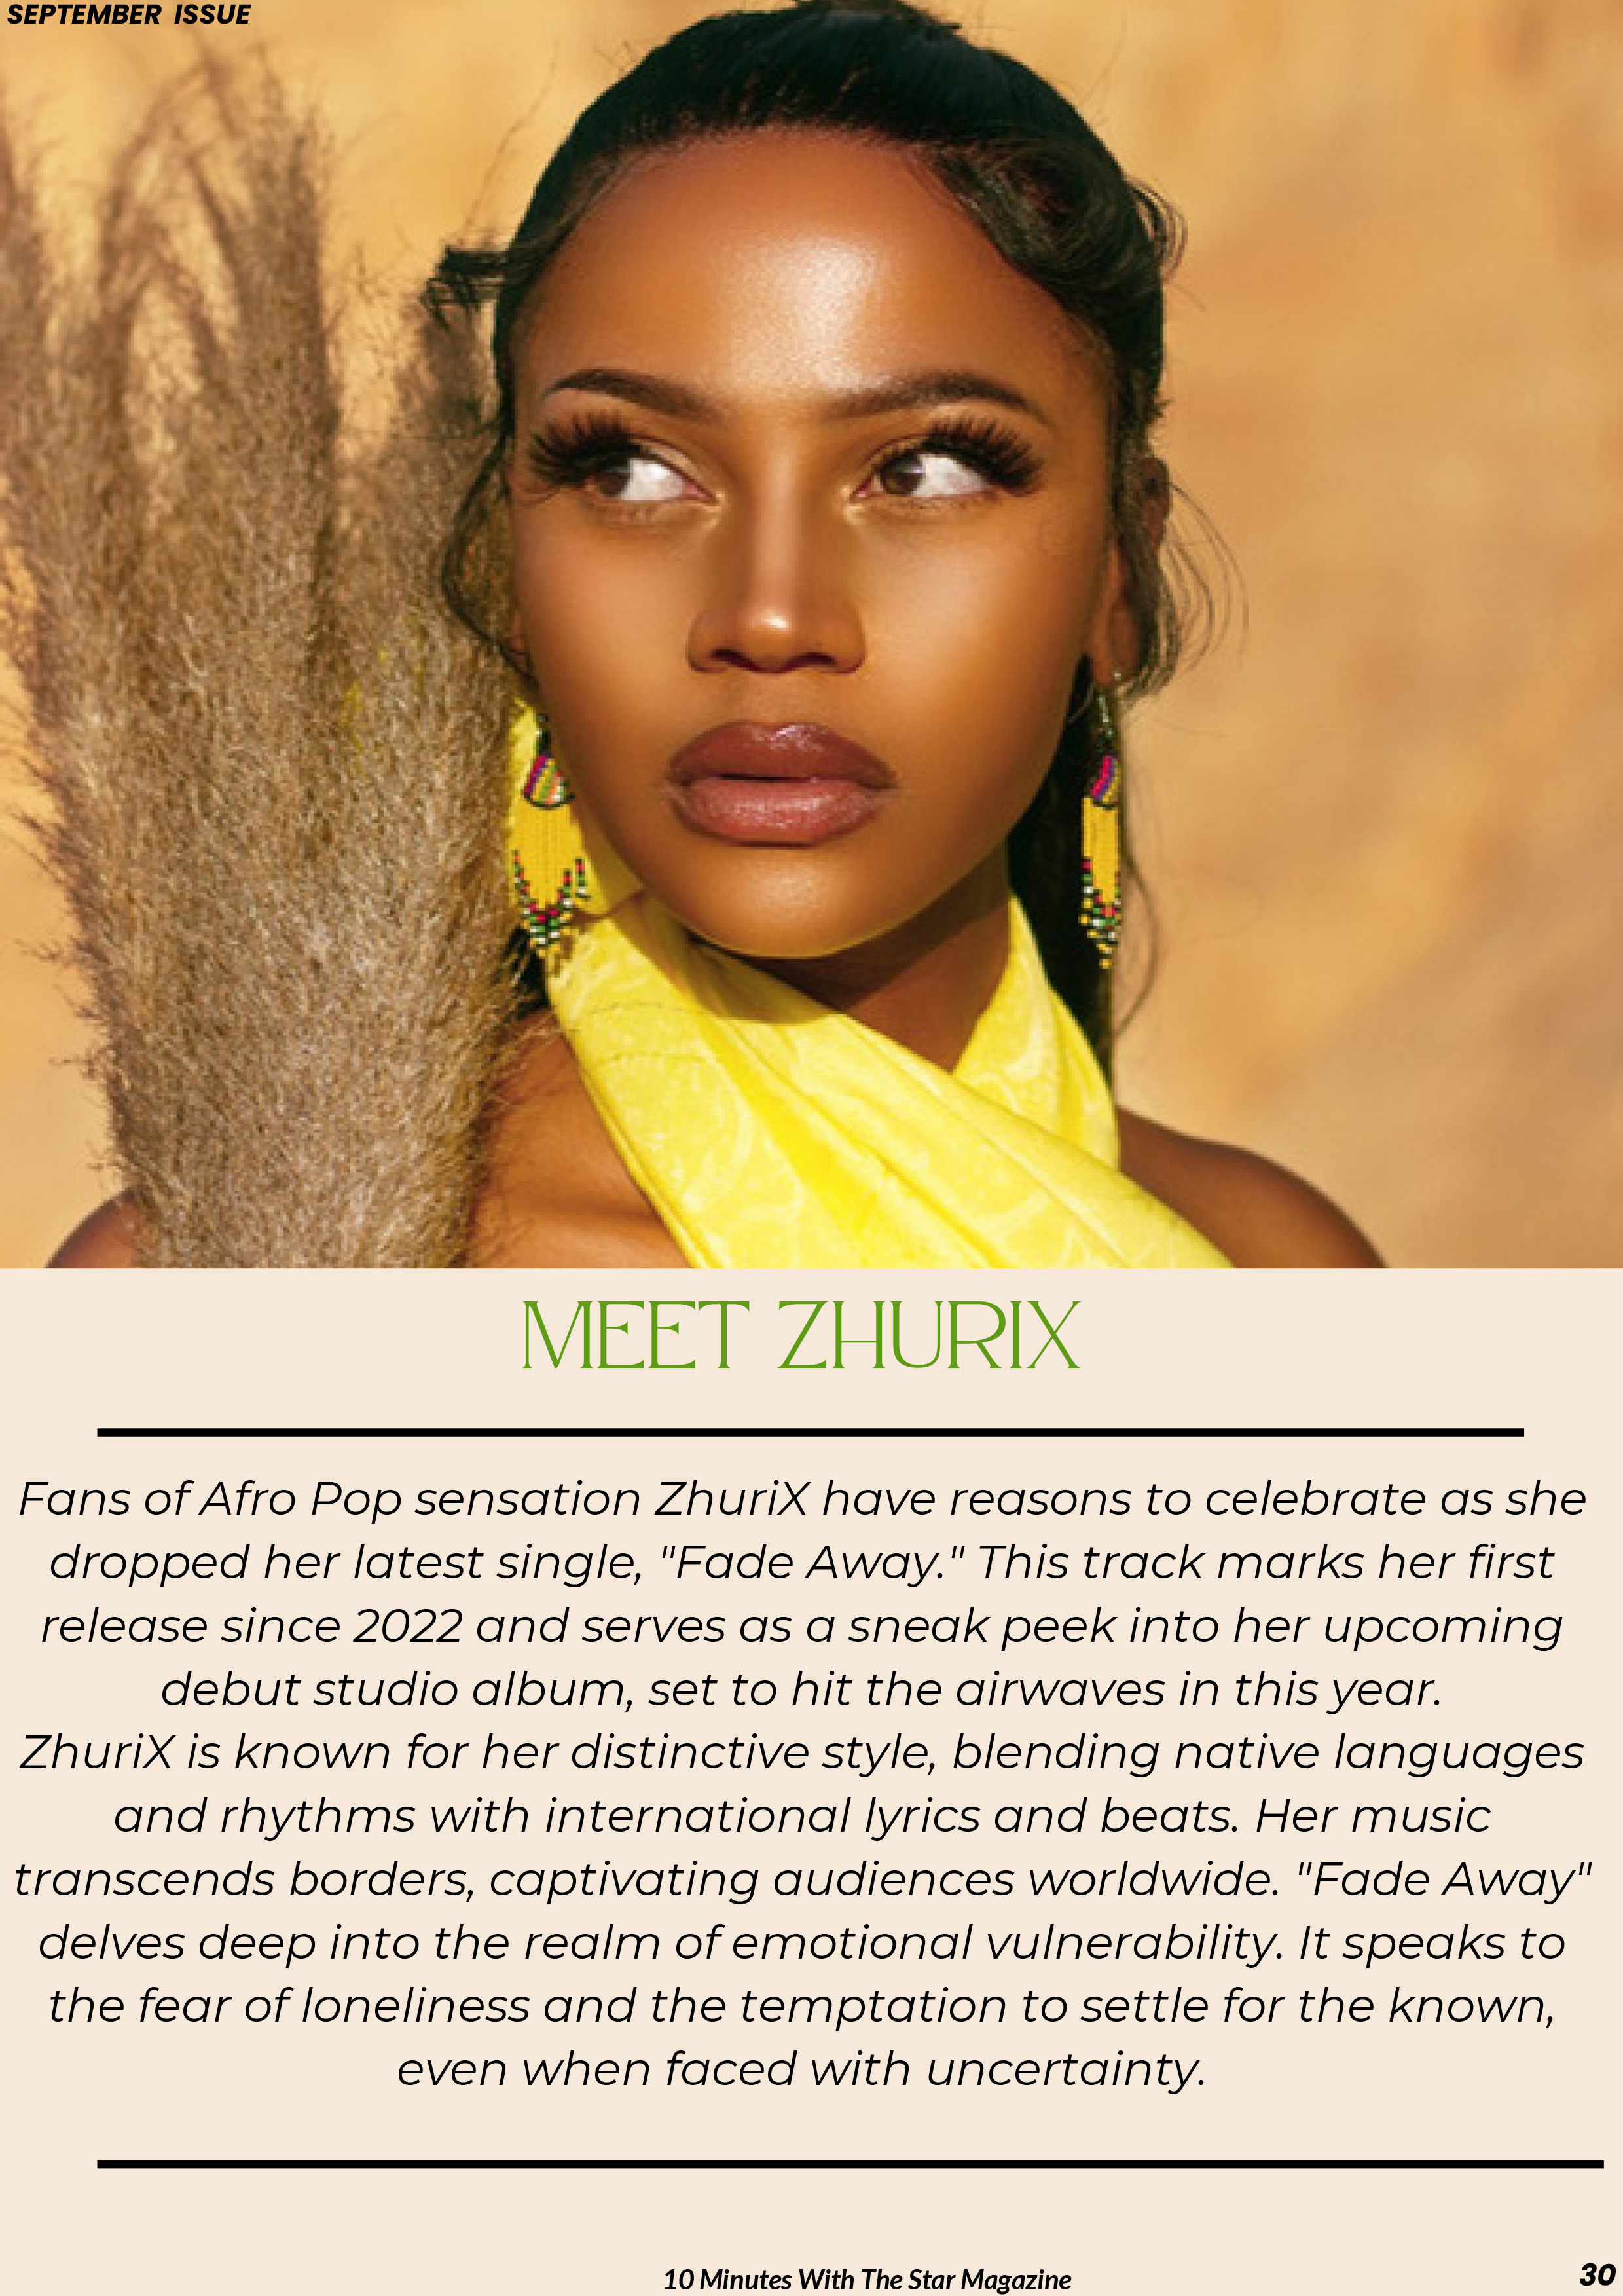 SEPTEMBER ISSUE
MEET ZHURIX
Fans of Afro Pop sensation ZhuriX have reasons to celebrate as she
dropped her latest single, "Fade Away." This track marks her first
release since 2022 and serves as a sneak peek into her upcoming
debut studio album, set to hit the airwaves in this year.
ZhuriX is known for her distinctive style, blending native languages
and rhythms with international lyrics and beats. Her music
transcends borders, captivating audiences worldwide. "Fade Away"
delves deep into the realm of emotional vulnerability. It speaks to
the fear of loneliness and the temptation to settle for the known,
even when faced with uncertainty.
10 Minutes With The Star Magazine
30